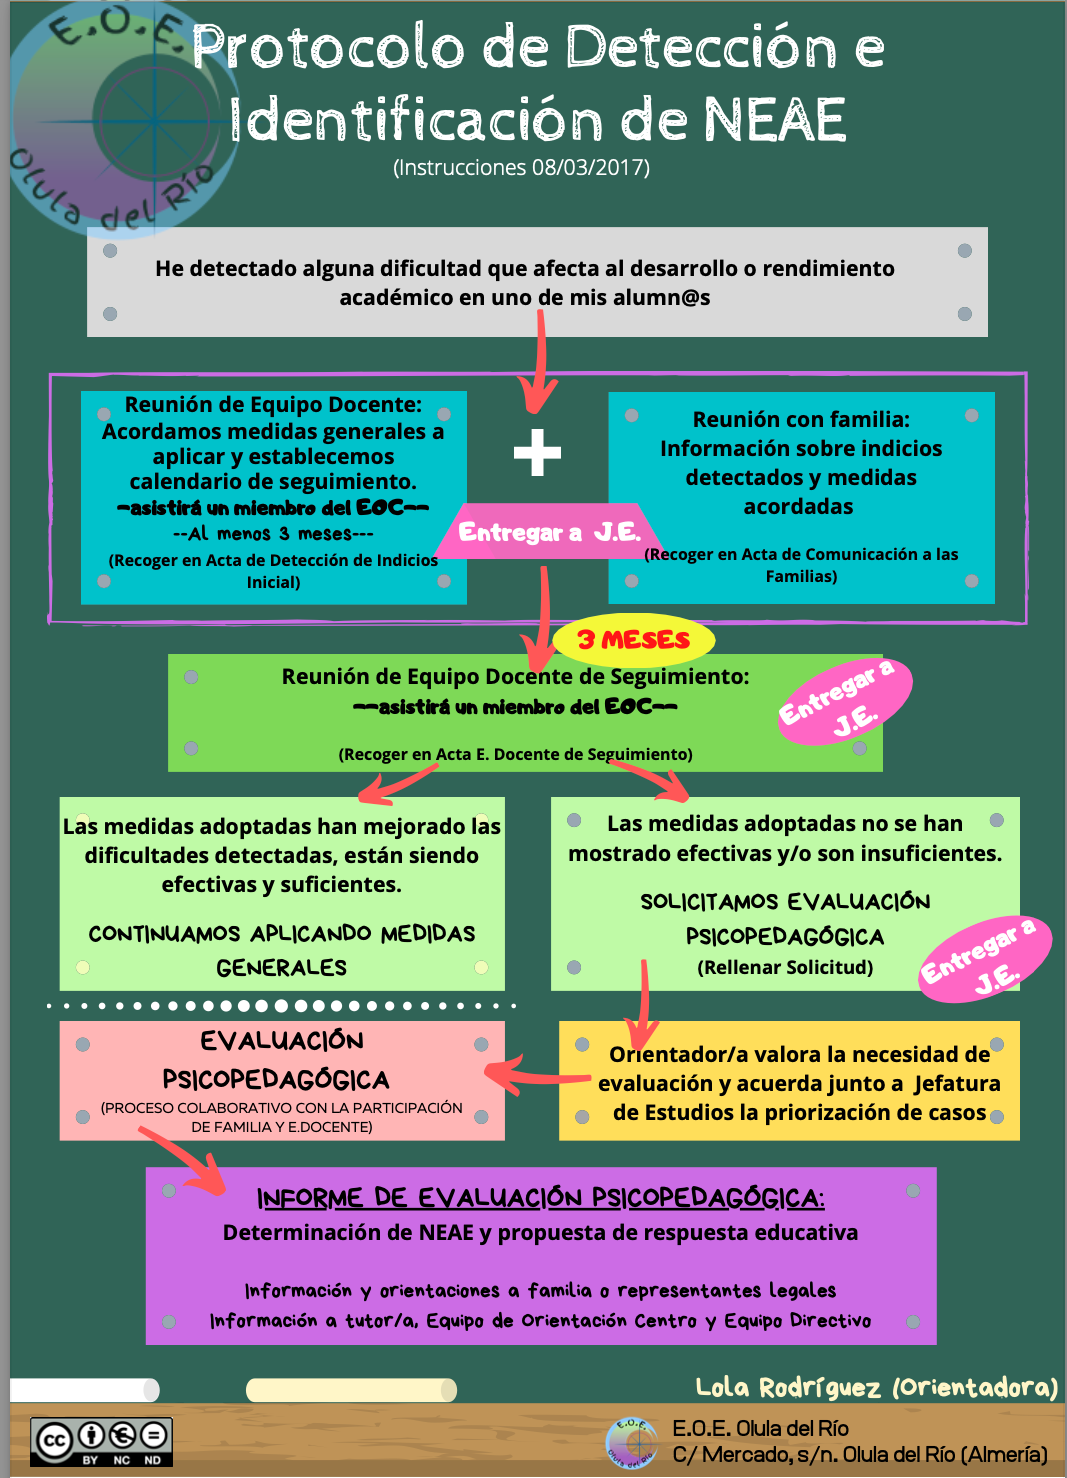 E.O.E.
Olula del Río
Protocolo de Detección e
Identificación de NEAE
(Instrucciones 08/03/2017)
He detectado alguna dificultad que afecta al desarrollo o rendimiento
académico en uno de mis alumn@s
Reunión de Equipo Docente:
Acordamos medidas generales a
aplicar y establecemos
calendario de seguimiento.
-asistirá un miembro del EOC--
--Al menos 3 meses---
(Recoger en Acta de Detección de Indicios
Inicial)
+
Entregar a J.E.
Reunión con familia:
Información sobre indicios
detectados y medidas
acordadas
(Recoger en Acta de Comunicación a las
Familias)
3 MESES
Reunión de Equipo Docente de Seguimiento:
--asistirá un miembro del EOC--
(Recoger en Acta E. Docente de Seguimiento)
Entregar a
J.E.
Las medidas adoptadas han mejorado las
dificultades detectadas, están siendo
efectivas y suficientes.
CONTINUAMOS APLICANDO MEDIDAS
GENERALES
Las medidas adoptadas no se han
mostrado efectivas y/o son insuficientes.
SOLICITAMOS EVALUACIÓN
PSICOPEDAGÓGICA
(Rellenar Solicitud)
Entregar a
J.E.
EVALUACIÓN
PSICOPEDAGÓGICA
(PROCESO COLABORATIVO CON LA PARTICIPACIÓN
DE FAMILIA Y E.DOCENTE)
Orientador/a valora la necesidad de
evaluación y acuerda junto a Jefatura
de Estudios la priorización de casos
INFORME DE EVALUACIÓN PSICOPEDAGÓGICA:
Determinación de NEAE y propuesta de respuesta educativa
Información y orientaciones a familia o representantes legales
Información a tutor/a, Equipo de Orientación Centro y Equipo Directivo
Lola Rodríguez (Orientadora)
cc
BY NC ND
E.O.E.
Olula del Río
E.O.E. Olula del Río
C/ Mercado, s/n. Olula del Río (Almería)